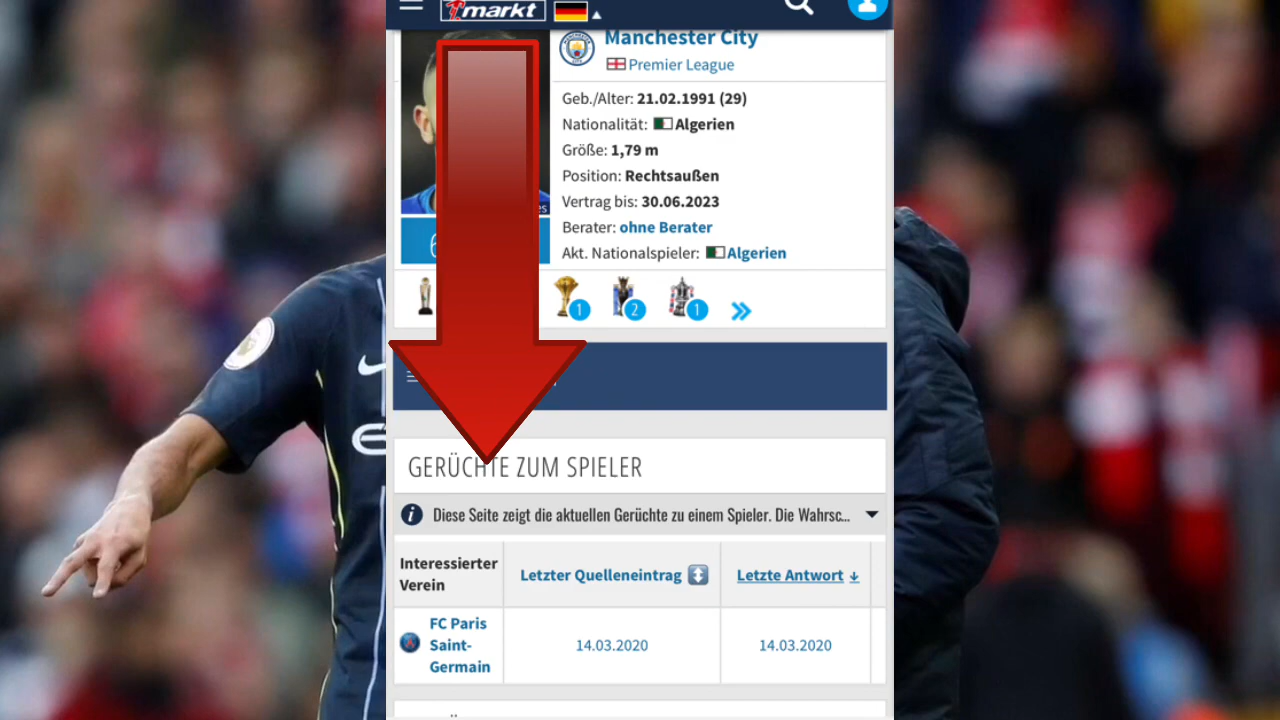 markt
Manchester City
Premier League
Geb./Alter: 21.02.1991 (29)
Nationalität: Algerien
Größe: 1,79 m
Position: Rechtsaußen
Vertrag bis: 30.06.2023
Berater: ohne Berater
Akt. Nationalspieler: Algerien
1 2 1
GERÜCHTE ZUM SPIELER
Diese Seite zeigt die aktuellen Gerüchte zu einem Spieler. Die Wahrsc...
Interessierter Verein
Letzter Quelleneintrag
Letzte Antwort ↓
FC Paris
Saint-
Germain
14.03.2020
14.03.2020